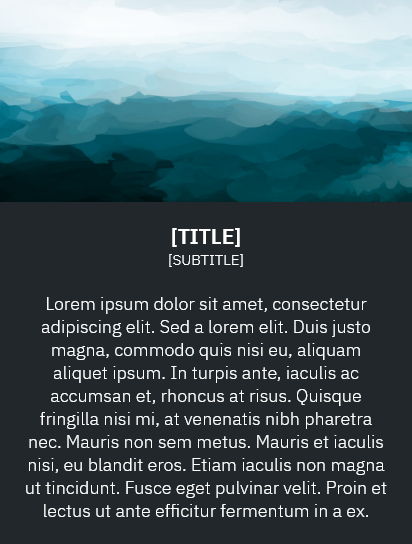 [TITLE]
[SUBTITLE]
Lorem ipsum dolor sit amet, consectetur
adipiscing elit. Sed a lorem elit. Duis justo
magna, commodo quis nisi eu, aliquam
aliquet ipsum. In turpis ante, iaculis ac
accumsan et, rhoncus at risus. Quisque
fringilla nisi mi, at venenatis nibh pharetra
nec. Mauris non sem metus. Mauris et iaculis
nisi, eu blandit eros. Etiam iaculis non magna
ut tincidunt. Fusce eget pulvinar velit. Proin et
lectus ut ante efficitur fermentum in a ex.